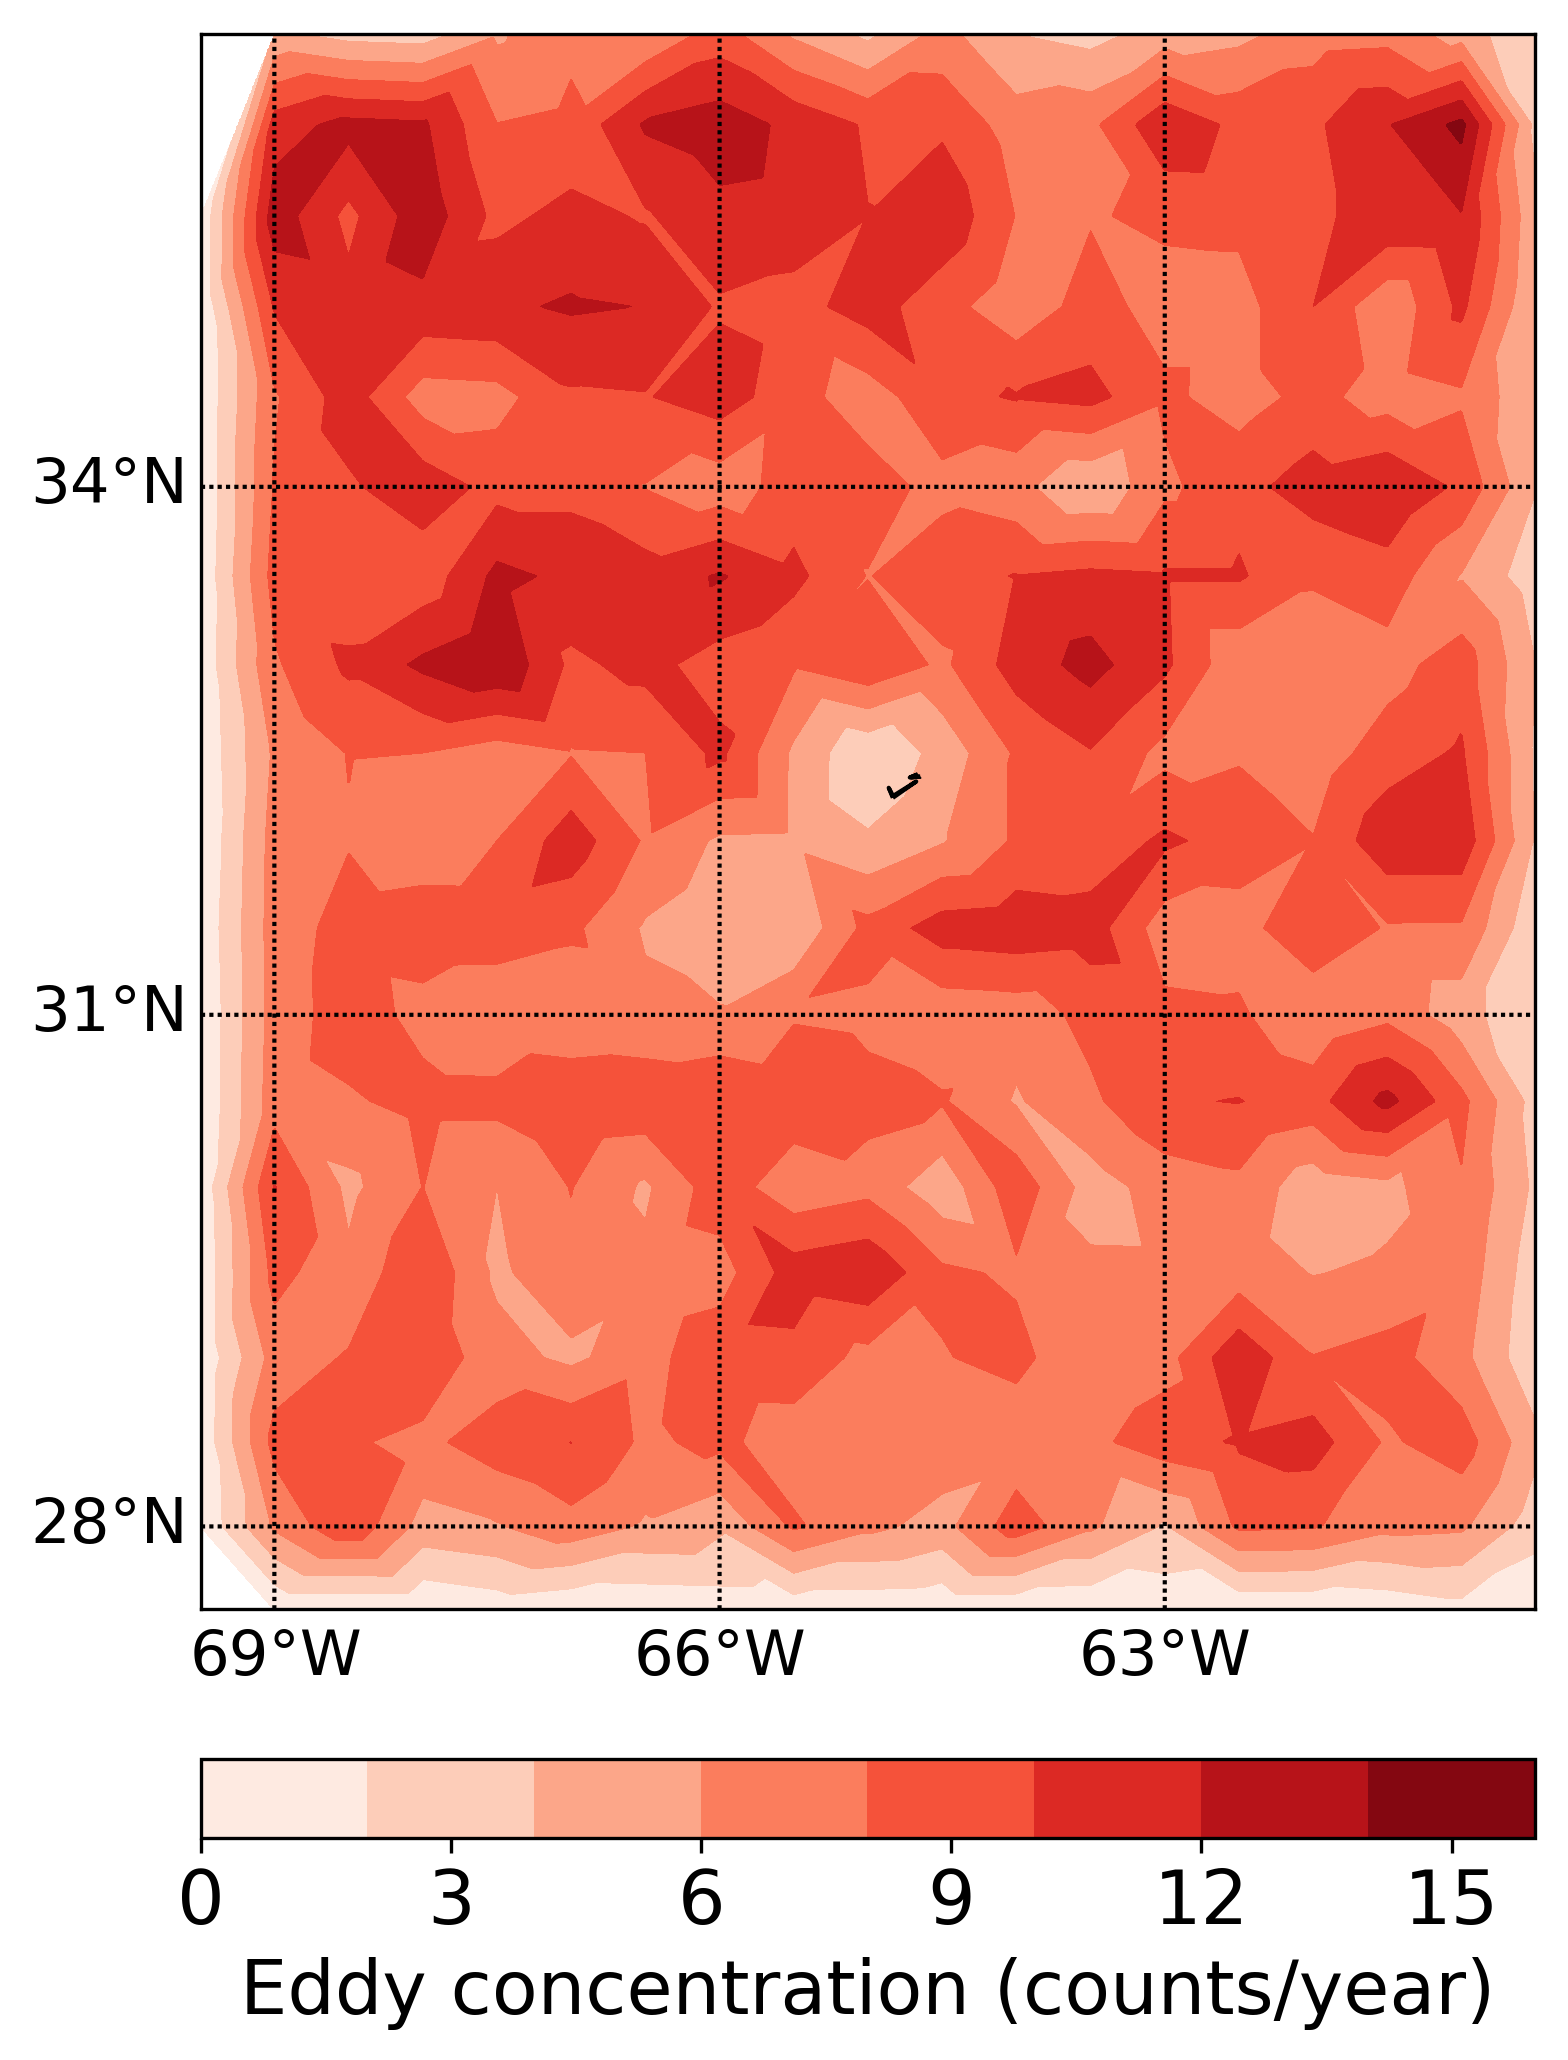 34°N
31°N
28°N
69°W 66°W 63°W
0 3 6 9 12 15
Eddy concentration (counts/year)